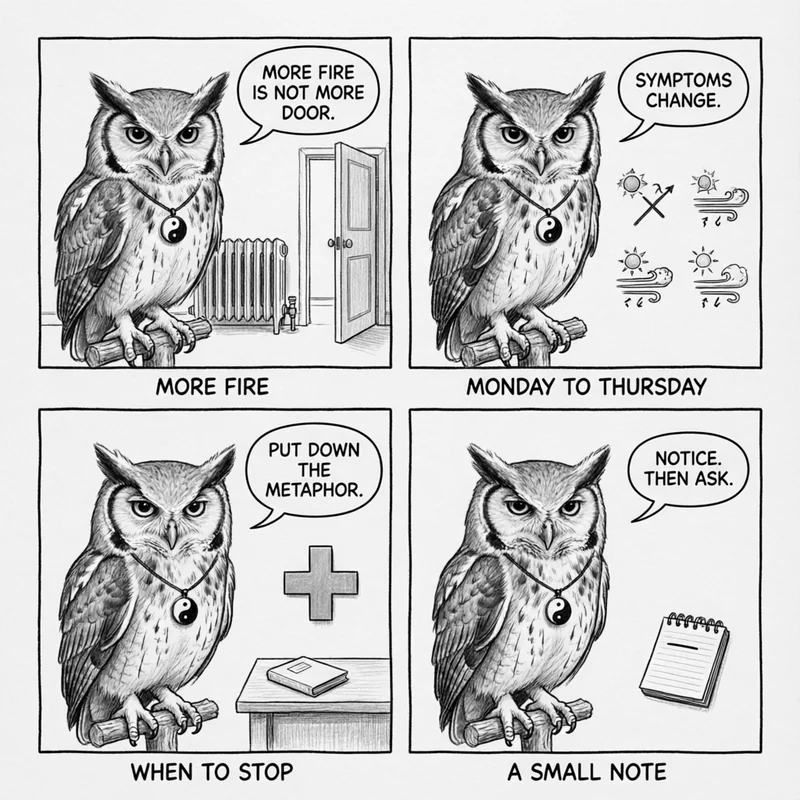 MORE FIRE
IS NOT MORE
DOOR.
MORE FIRE
SYMPTOMS
CHANGE.
MONDAY TO THURSDAY
PUT DOWN
THE
METAPHOR.
WHEN TO STOP
NOTICE.
THEN ASK.
A SMALL NOTE